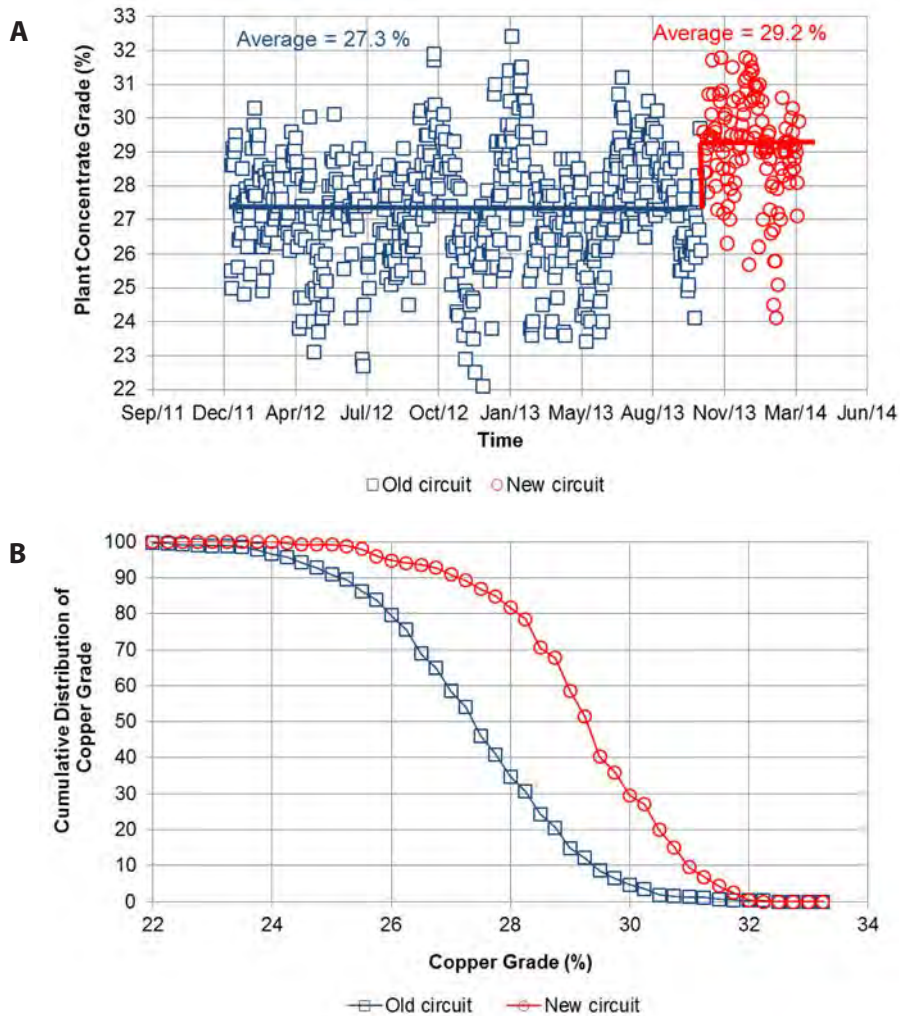 A
Plant Concentrate Grade (%)
33
32
31
30
29
28
27
26
25
24
23
22
Average = 27.3 %
Average = 29.2 %
Sep/11 Dec/11 Apr/12 Jul/12 Oct/12 Jan/13 May/13 Aug/13 Nov/13 Mar/14 Jun/14
Time
Old circuit New circuit
B
Cumulative Distribution of
Copper Grade
100
90
80
70
60
50
40
30
20
10
0
22 24 26 28 30 32 34
Copper Grade (%)
Old circuit New circuit